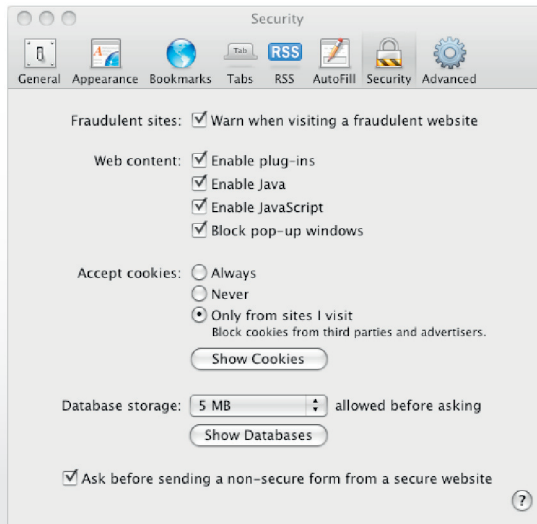 Security
General Appearance Bookmarks Tab Tabs RSS RSS AutoFill Security Advanced
Fraudulent sites: Warn when visiting a fraudulent website
Web content: Enable plug-ins
Enable Java
Enable JavaScript
Block pop-up windows
Accept cookies: Always
Never
Only from sites I visit
Block cookies from third parties and advertisers.
Show Cookies
Database storage: 5 MB allowed before asking
Show Databases
Ask before sending a non-secure form from a secure website
?